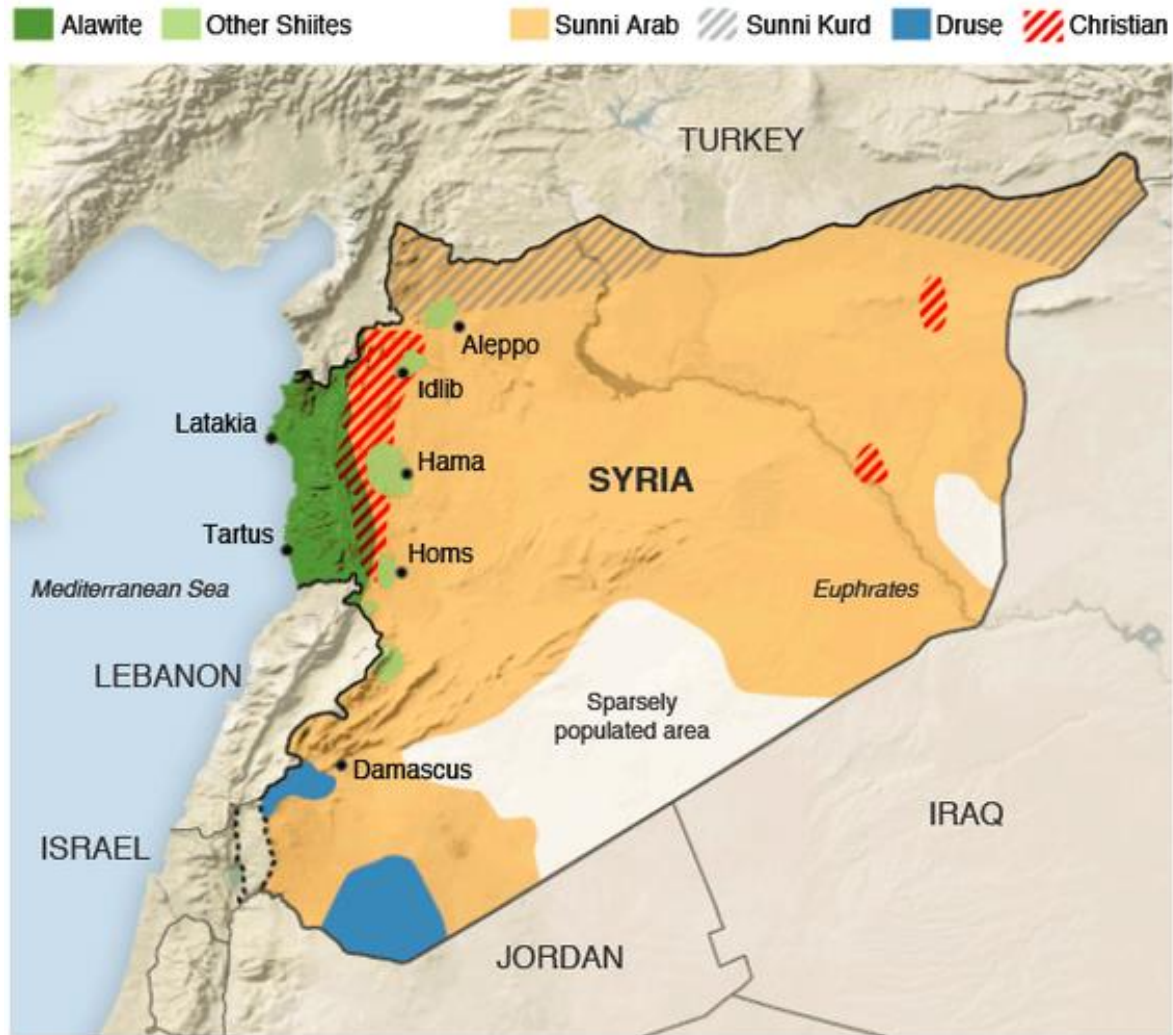 Alawite
Other Shiites
Sunni Arab
Sunni Kurd
Druse
Christian
TURKEY
Aleppo
Idlib
Latakia
Hama
SYRIA
Tartus
Homs
Mediterranean Sea
Euphrates
LEBANON
Sparsely
populated area
Damascus
IRAQ
ISRAEL
JORDAN